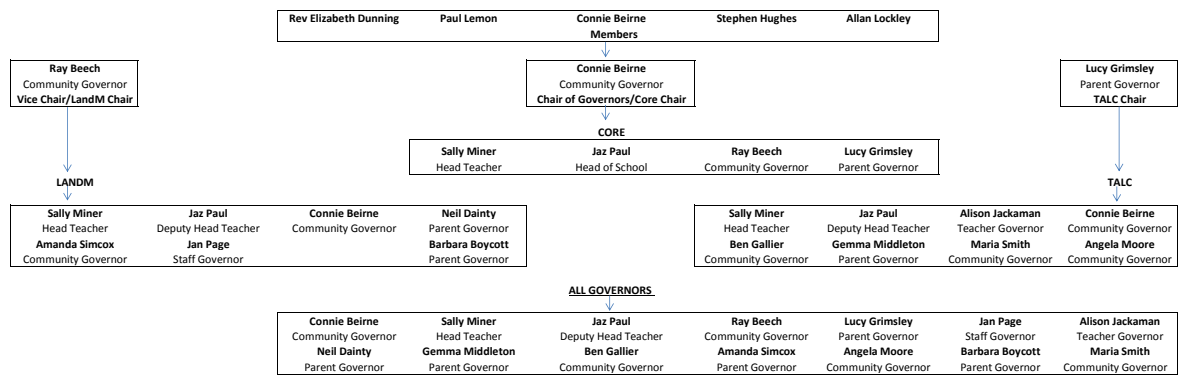 Rev Elizabeth Dunning Paul Lemon Connie Beirne Stephen Hughes Allan Lockley
Members
Ray Beech
Community Governor
Vice Chair/LandM Chair
Connie Beirne
Community Governor
Chair of Governors/Core Chair
Lucy Grimsley
Parent Governor
TALC Chair
CORE
Sally Miner Jaz Paul Ray Beech Lucy Grimsley
Head Teacher Head of School Community Governor Parent Governor
LANDM
Sally Miner Jaz Paul Connie Beirne Neil Dainty
Head Teacher Deputy Head Teacher Community Governor Parent Governor
Amanda Simcox Jan Page Barbara Boycott
Community Governor Staff Governor Parent Governor
TALC
Sally Miner Jaz Paul Alison Jackaman Connie Beirne
Head Teacher Deputy Head Teacher Teacher Governor Community Governor
Ben Gallier Gemma Middleton Maria Smith Angela Moore
Community Governor Parent Governor Community Governor Community Governor
ALL GOVERNORS
Connie Beirne Sally Miner Jaz Paul Ray Beech Lucy Grimsley Jan Page Alison Jackaman
Community Governor Head Teacher Deputy Head Teacher Community Governor Parent Governor Staff Governor Teacher Governor
Neil Dainty Gemma Middleton Ben Gallier Amanda Simcox Angela Moore Barbara Boycott Maria Smith
Parent Governor Parent Governor Community Governor Parent Governor Community Governor Parent Governor Community Governor